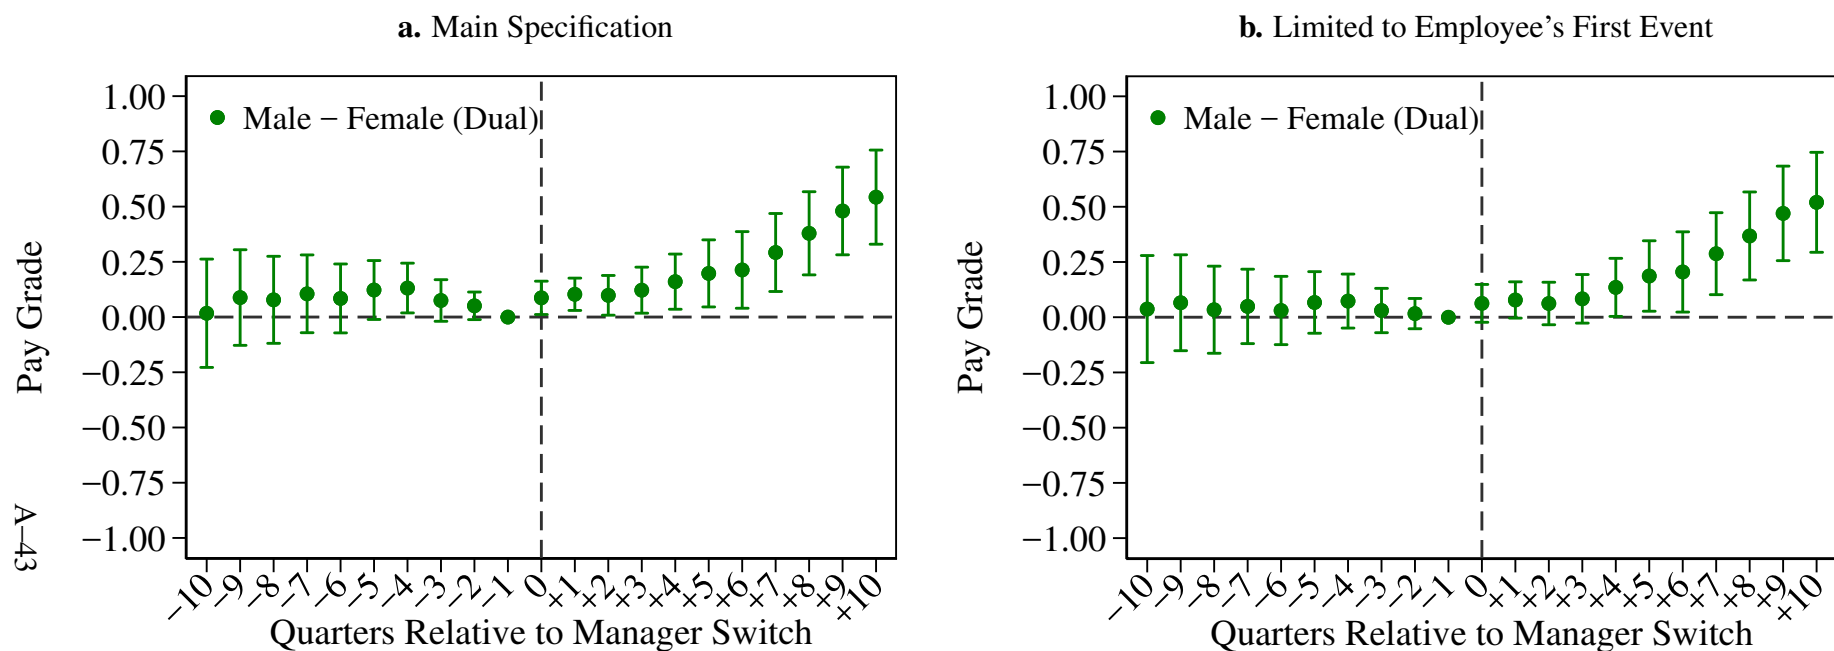 a. Main Specification
1.00
0.75
0.50
0.25
0.00
−0.25
−0.50
−0.75
−1.00
Male − Female (Dual)
Pay Grade
−10 −9 −8 −7 −6 −5 −4 −3 −2 −1 0 +1 +2 +3 +4 +5 +6 +7 +8 +9 +10
Quarters Relative to Manager Switch
b. Limited to Employee's First Event
1.00
0.75
0.50
0.25
0.00
−0.25
−0.50
−0.75
−1.00
Male − Female (Dual)
Pay Grade
−10 −9 −8 −7 −6 −5 −4 −3 −2 −1 0 +1 +2 +3 +4 +5 +6 +7 +8 +9 +10
Quarters Relative to Manager Switch
A–43